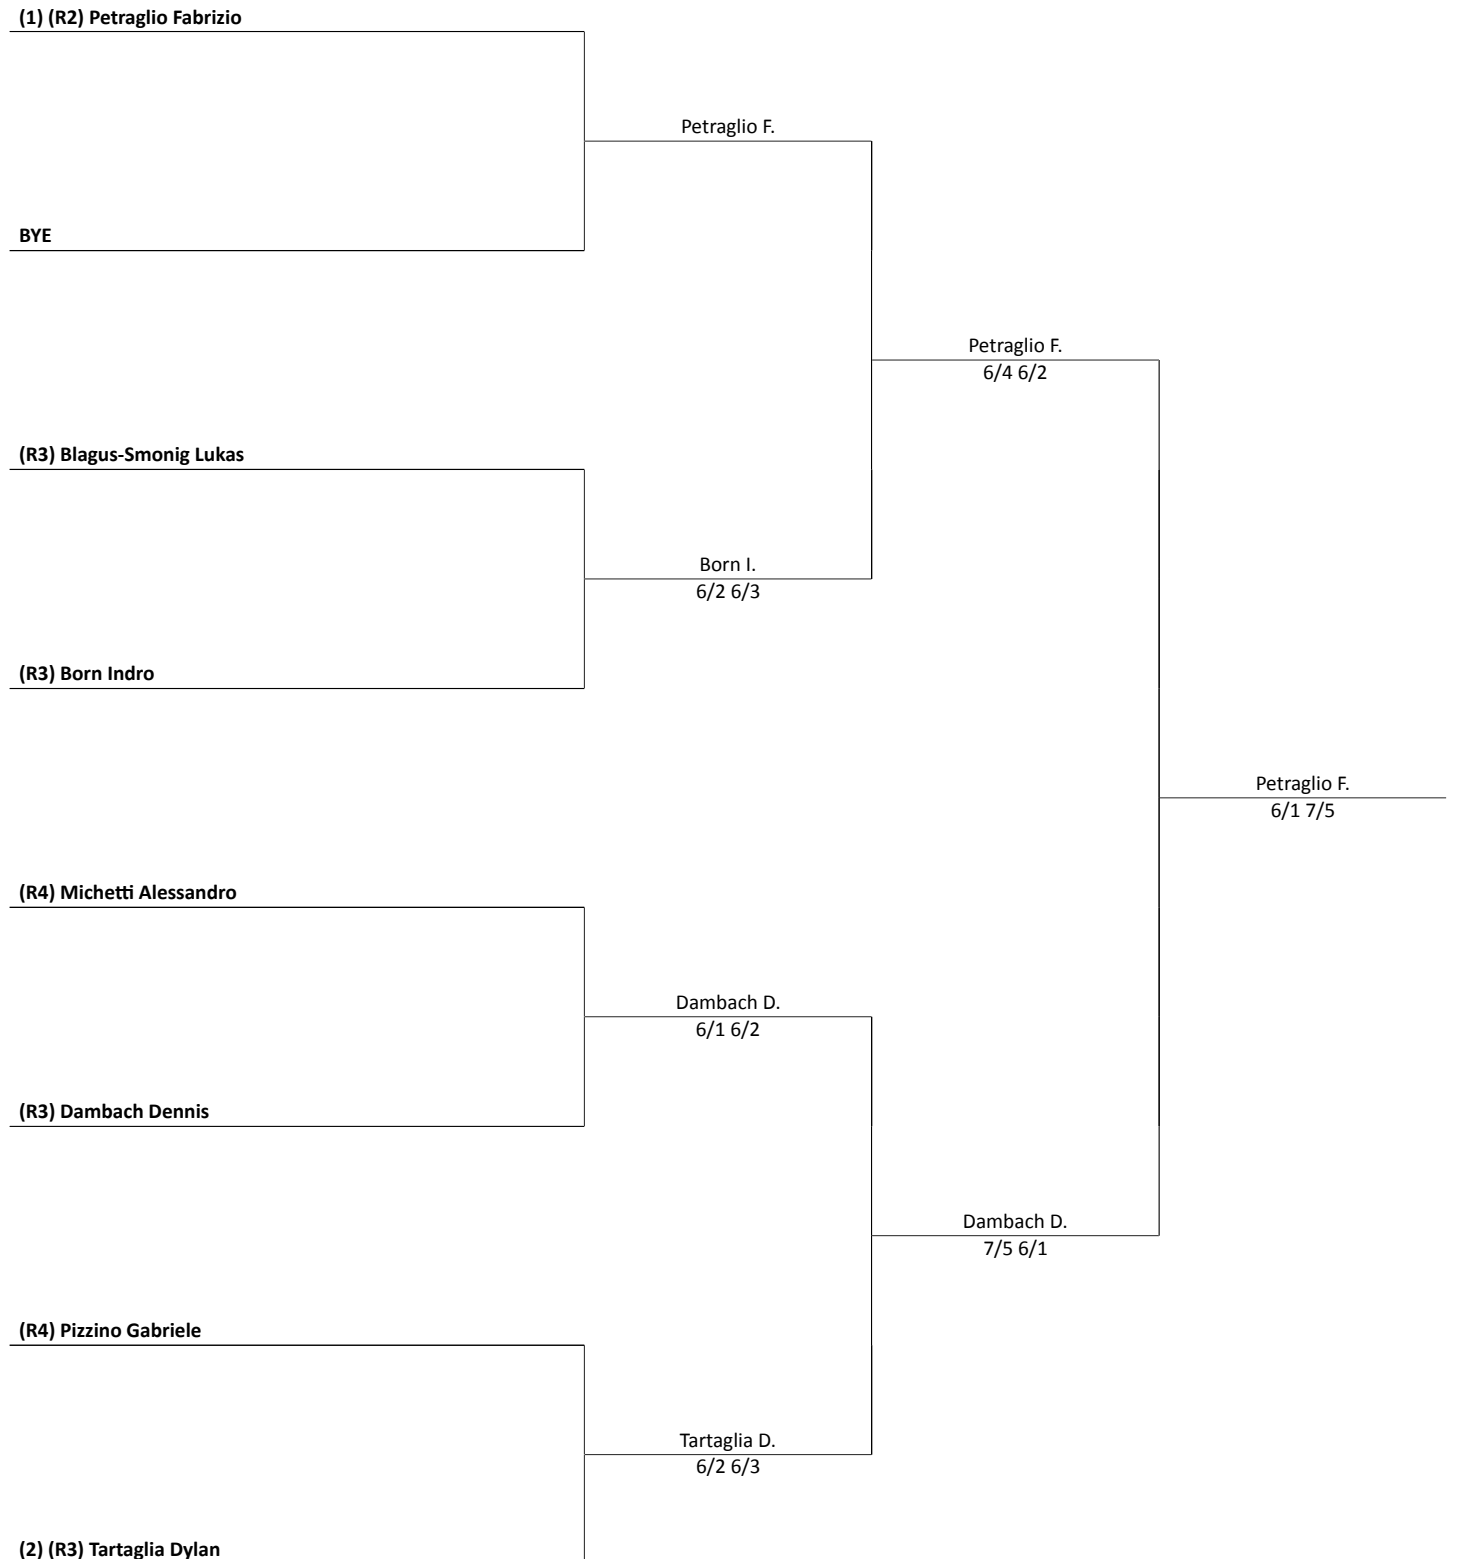 (1) (R2) Petraglio Fabrizio
Petraglio F.
BYE
Petraglio F.
6/4 6/2
(R3) Blagus-Smonig Lukas
Born I.
6/2 6/3
(R3) Born Indro
Petraglio F.
6/1 7/5
(R4) Michetti Alessandro
Dambach D.
6/1 6/2
(R3) Dambach Dennis
Dambach D.
7/5 6/1
(R4) Pizzino Gabriele
Tartaglia D.
6/2 6/3
(2) (R3) Tartaglia Dylan